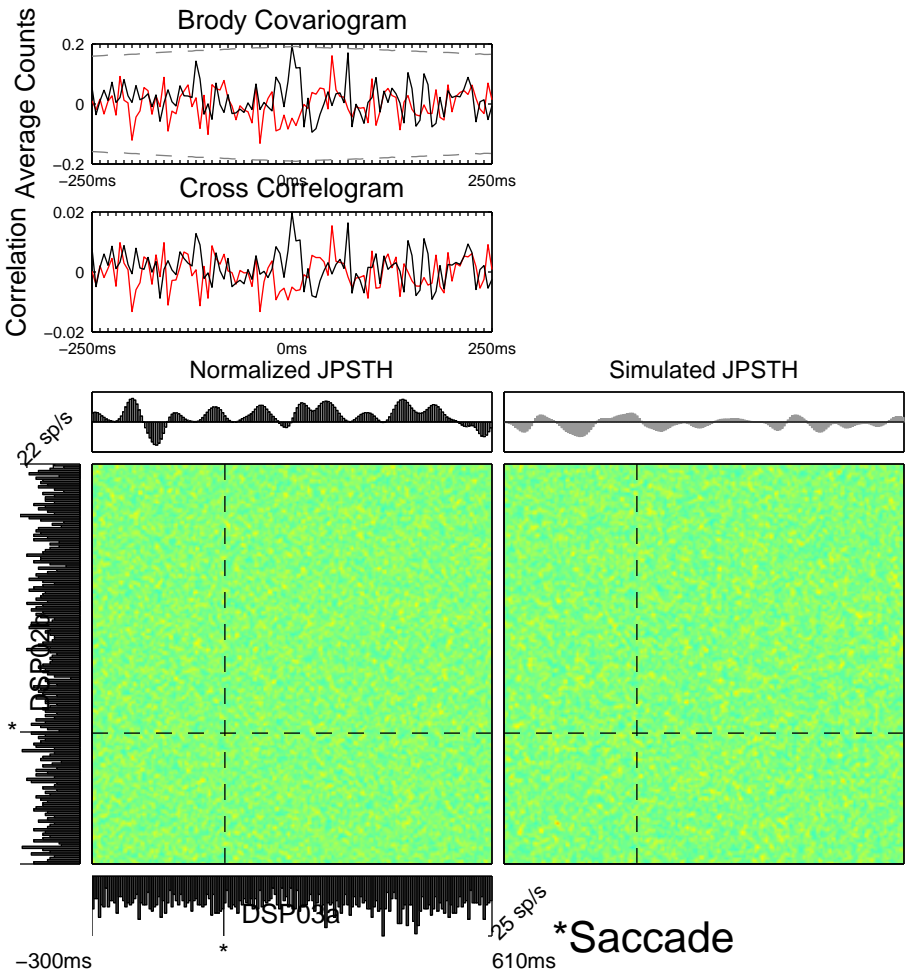 Brody Covariogram
Average Counts
0.2
0
−0.2
−250ms
0ms
250ms
Cross Correlogram
Correlation
0.02
0
−0.02
−250ms
0ms
250ms
Normalized JPSTH
Simulated JPSTH
22 sp/s
DSP02b
*
DSP03a
25 sp/s
*
*Saccade
−300ms
610ms